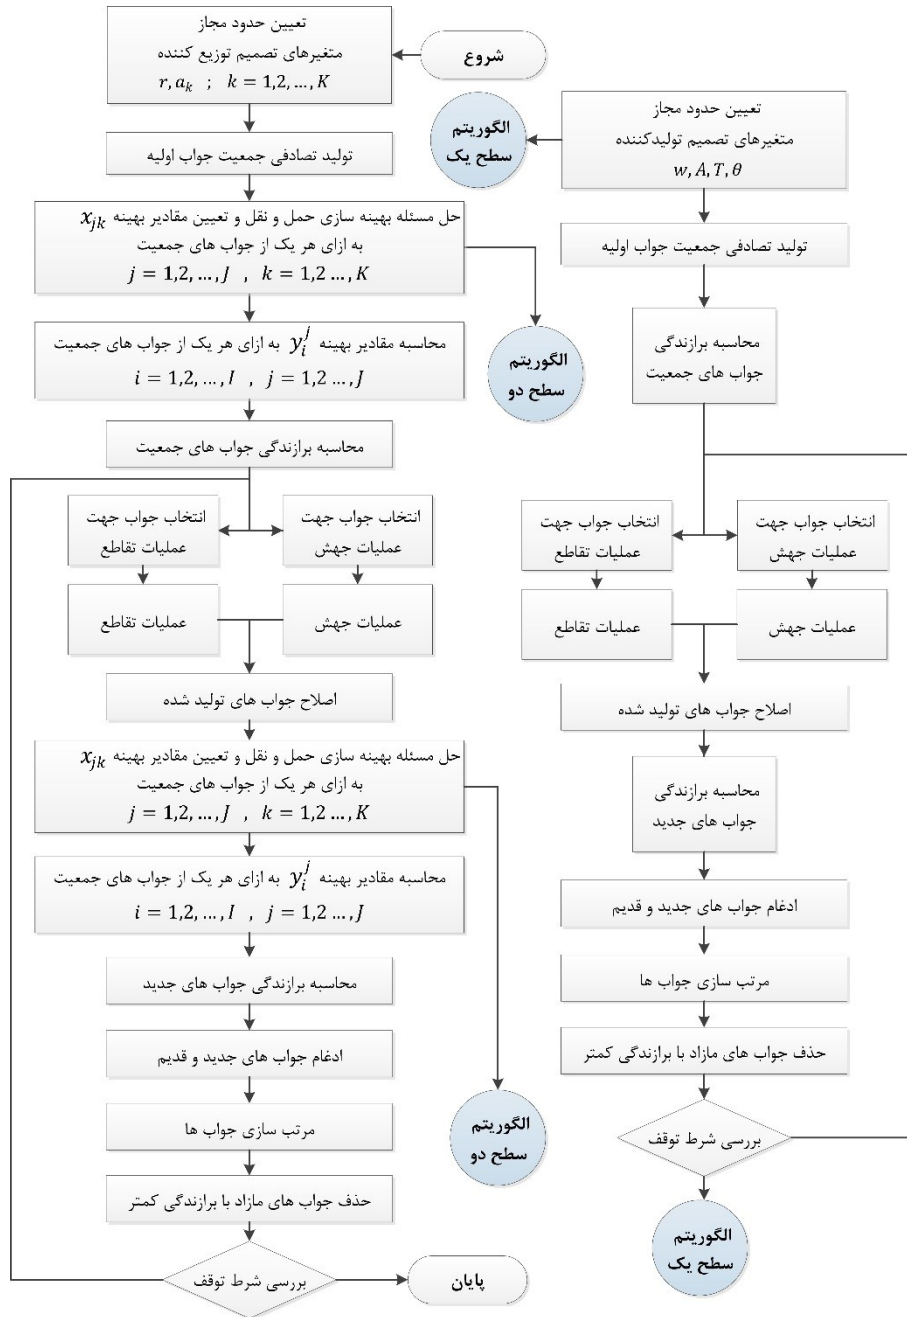 شروع
تعیین حدود مجاز
متغیرهای تصمیم توزیع کننده
r, a_k ; k = 1,2, …, K
تولید تصادفی جمعیت جواب اولیه
حل مسئله بهینه سازی حمل و نقل و تعیین مقادیر بهینه x_{jk}
به ازای هر یک از جواب های جمعیت
j = 1,2, …, J , k = 1,2 …, K
الگوریتم
سطح دو
محاسبه مقادیر بهینه y_i^j به ازای هر یک از جواب های جمعیت
i = 1,2, …, I , j = 1,2 …, J
محاسبه برازندگی جواب های جمعیت
انتخاب جواب جهت
عملیات جهش
انتخاب جواب جهت
عملیات تقاطع
عملیات جهش
عملیات تقاطع
اصلاح جواب های تولید شده
حل مسئله بهینه سازی حمل و نقل و تعیین مقادیر بهینه x_{jk}
به ازای هر یک از جواب های جمعیت
j = 1,2, …, J , k = 1,2 …, K
محاسبه مقادیر بهینه y_i^j به ازای هر یک از جواب های جمعیت
i = 1,2, …, I , j = 1,2 …, J
محاسبه برازندگی جواب های جدید
ادغام جواب های جدید و قدیم
الگوریتم
سطح دو
مرتب سازی جواب ها
حذف جواب های مازاد با برازندگی کمتر
بررسی شرط توقف
پایان
تعیین حدود مجاز
متغیرهای تصمیم تولیدکننده
w, A, T, θ
الگوریتم
سطح یک
تولید تصادفی جمعیت جواب اولیه
محاسبه برازندگی
جواب های جمعیت
انتخاب جواب جهت
عملیات جهش
انتخاب جواب جهت
عملیات تقاطع
عملیات جهش
عملیات تقاطع
اصلاح جواب های تولید شده
محاسبه برازندگی
جواب های جدید
ادغام جواب های جدید و قدیم
مرتب سازی جواب ها
حذف جواب های مازاد با برازندگی کمتر
بررسی شرط توقف
الگوریتم
سطح یک